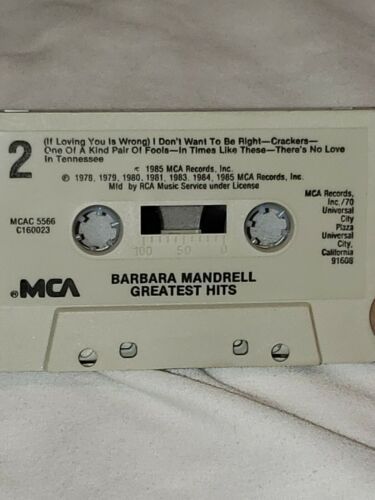 2
(If Loving You Is Wrong) I Don't Want To Be Right—Crackers—
One Of A Kind Pair Of Fools—In Times Like These—There's No Love
In Tennessee
℗ 1985 MCA Records, Inc.
© 1978, 1979, 1980, 1981, 1983, 1984, 1985 MCA Records, Inc.
Mfd by RCA Music Service under License
MCAC 5566
C160023
MCA Records,
Inc./70
Universal
City
Plaza
Universal
City,
California
91608
100 50 0
®MCA
BARBARA MANDRELL
GREATEST HITS